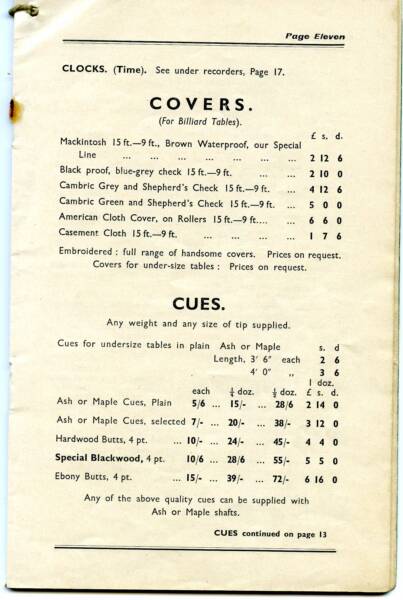 Page Eleven
CLOCKS. (Time). See under recorders, Page 17.
COVERS.
(For Billiard Tables).
£ s. d.
Mackintosh 15 ft.—9 ft., Brown Waterproof, our Special
Line ... ... ... ... ... ... ... 2 12 6
Black proof, blue-grey check 15 ft.—9 ft. ... ... 2 10 0
Cambric Grey and Shepherd's Check 15 ft.—9 ft. ... 4 12 6
Cambric Green and Shepherd's Check 15 ft.—9 ft. ... 5 0 0
American Cloth Cover, on Rollers 15 ft.—9 ft.... ... 6 6 0
Casement Cloth 15 ft.—9 ft. ... ... ... ... 1 7 6
Embroidered : full range of handsome covers. Prices on request.
Covers for under-size tables : Prices on request.
CUES.
Any weight and any size of tip supplied.
Cues for undersize tables in plain Ash or Maple s. d
Length, 3' 6" each 2 6
4' 0" ,, 3 6
1 doz.
each ¼ doz. ½ doz. £ s. d.
Ash or Maple Cues, Plain 5/6 ... 15/- ... 28/6 2 14 0
Ash or Maple Cues, selected 7/- ... 20/- ... 38/- 3 12 0
Hardwood Butts, 4 pt. ... 10/- ... 24/- ... 45/- 4 4 0
Special Blackwood, 4 pt. 10/6 ... 28/6 ... 55/- 5 5 0
Ebony Butts, 4 pt. ... 15/- ... 39/- ... 72/- 6 16 0
Any of the above quality cues can be supplied with
Ash or Maple shafts.
CUES continued on page 13